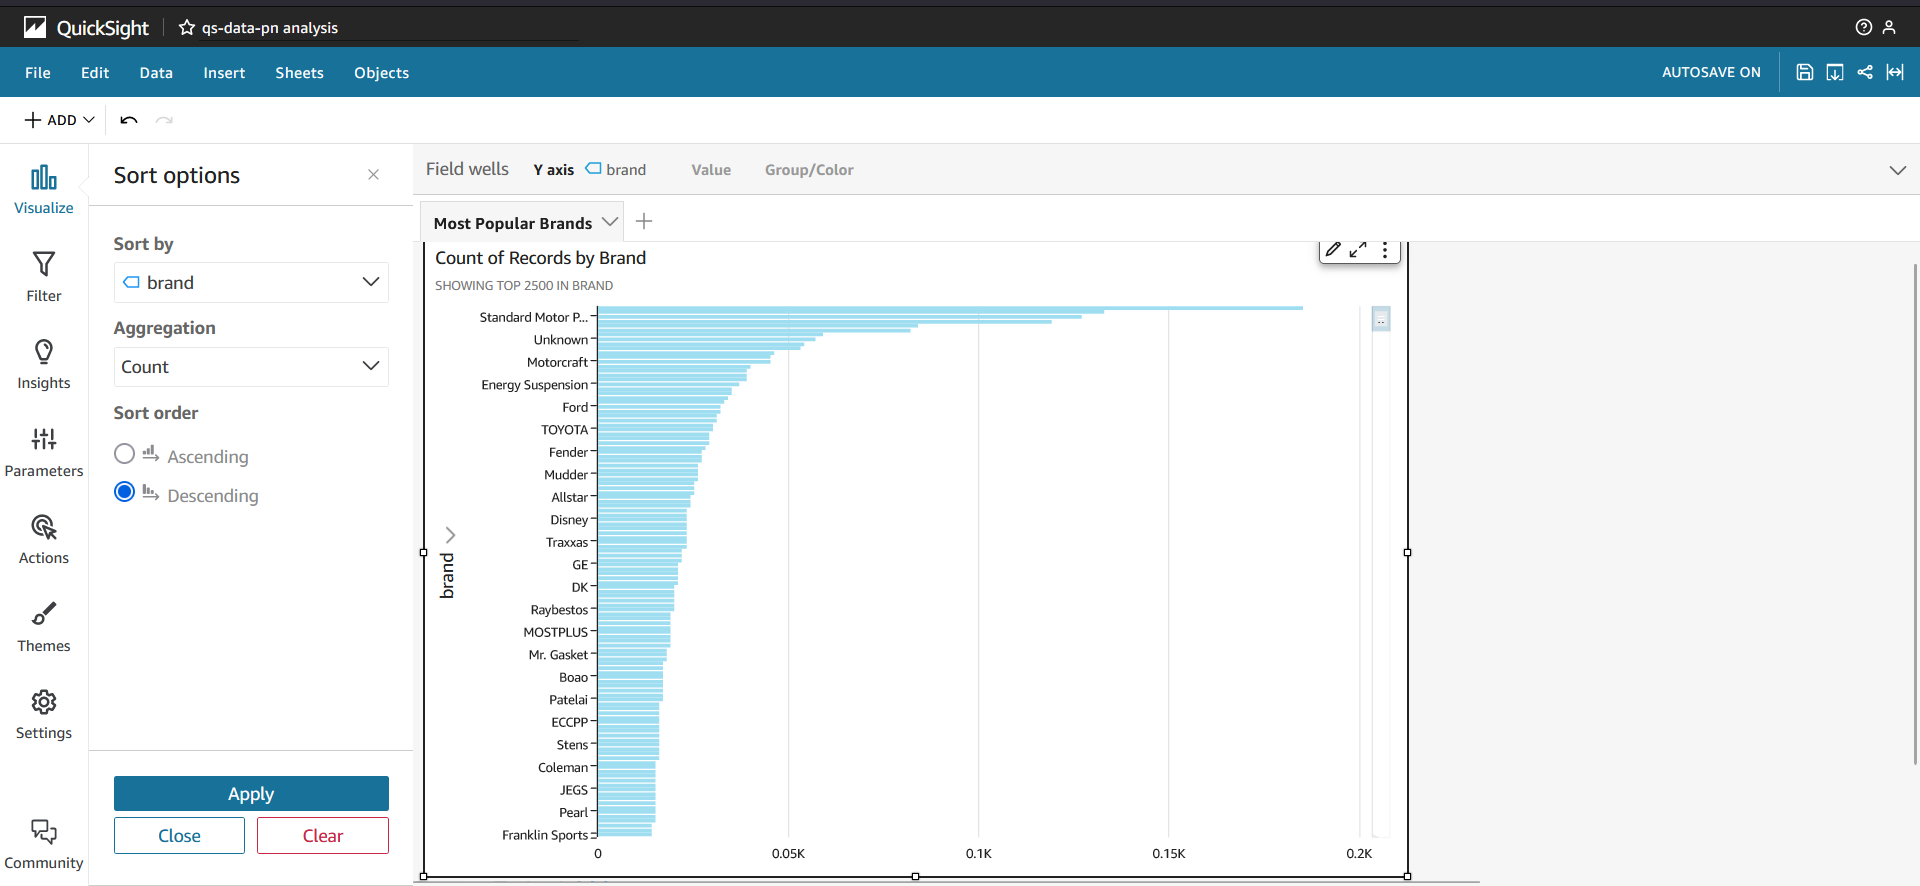 QuickSight qs-data-pn analysis
File Edit Data Insert Sheets Objects AUTOSAVE ON
ADD
Visualize
Filter
Insights
Parameters
Actions
Themes
Settings
Community
Sort options
Sort by
brand
Aggregation
Count
Sort order
Ascending
Descending
Apply
Close Clear
Field wells Y axis brand Value Group/Color
Most Popular Brands
Count of Records by Brand
SHOWING TOP 2500 IN BRAND
brand
Standard Motor P...
Unknown
Motorcraft
Energy Suspension
Ford
TOYOTA
Fender
Mudder
Allstar
Disney
Traxxas
GE
DK
Raybestos
MOSTPLUS
Mr. Gasket
Boao
Patelai
ECCPP
Stens
Coleman
JEGS
Pearl
Franklin Sports
0 0.05K 0.1K 0.15K 0.2K